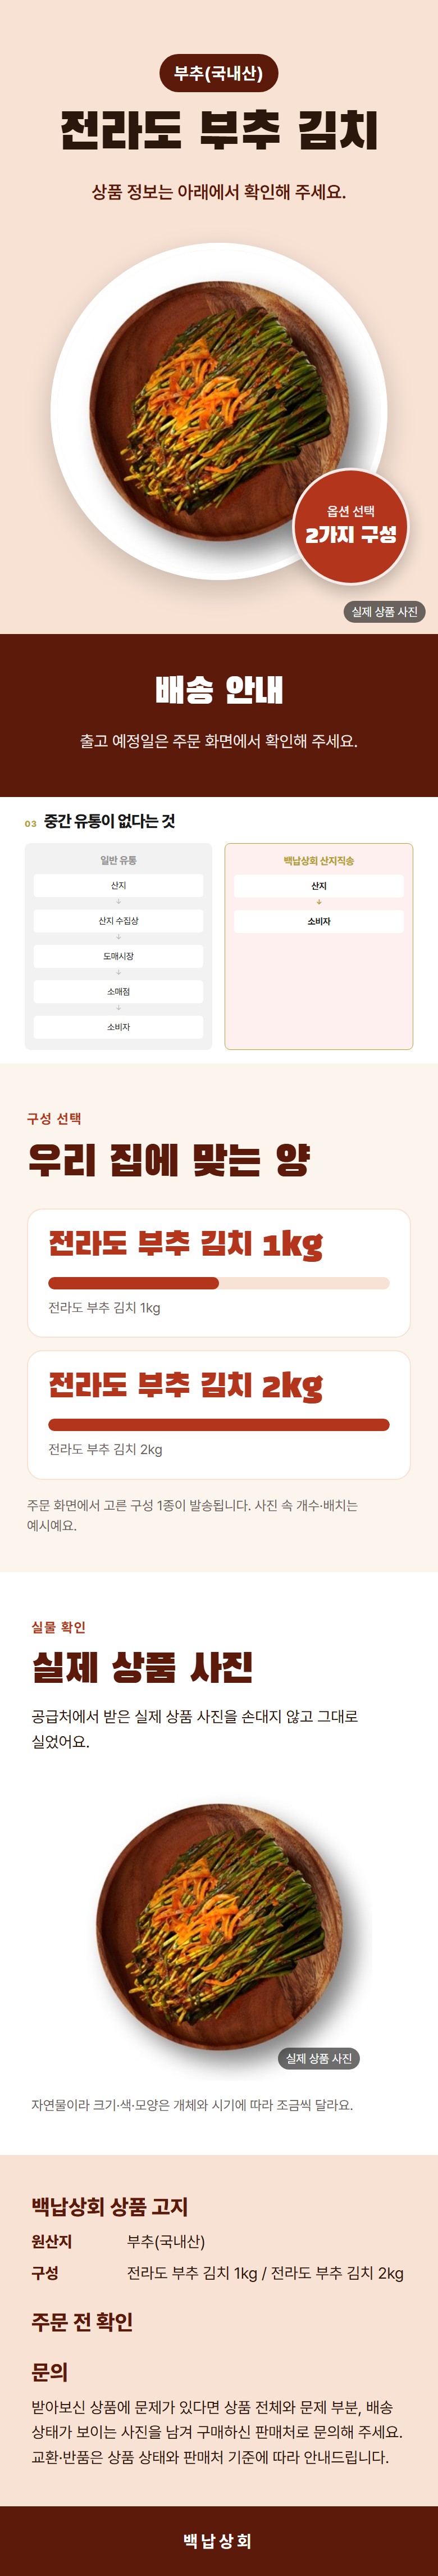 부추(국내산)
전라도 부추 김치
상품 정보는 아래에서 확인해 주세요.
옵션 선택
2가지 구성
실제 상품 사진
배송 안내
출고 예정일은 주문 화면에서 확인해 주세요.
03 중간 유통이 없다는 것
일반 유통
산지
↓
산지 수집상
↓
도매시장
↓
소매점
↓
소비자
백납상회 산지직송
산지
↓
소비자
구성 선택
우리 집에 맞는 양
전라도 부추 김치 1kg
전라도 부추 김치 1kg
전라도 부추 김치 2kg
전라도 부추 김치 2kg
주문 화면에서 고른 구성 1종이 발송됩니다. 사진 속 개수·배치는
예시예요.
실물 확인
실제 상품 사진
공급처에서 받은 실제 상품 사진을 손대지 않고 그대로
실었어요.
실제 상품 사진
자연물이라 크기·색·모양은 개체와 시기에 따라 조금씩 달라요.
백납상회 상품 고지
원산지 부추(국내산)
구성 전라도 부추 김치 1kg / 전라도 부추 김치 2kg
주문 전 확인
문의
받아보신 상품에 문제가 있다면 상품 전체와 문제 부분, 배송
상태가 보이는 사진을 남겨 구매하신 판매처로 문의해 주세요.
교환·반품은 상품 상태와 판매처 기준에 따라 안내드립니다.
백납상회